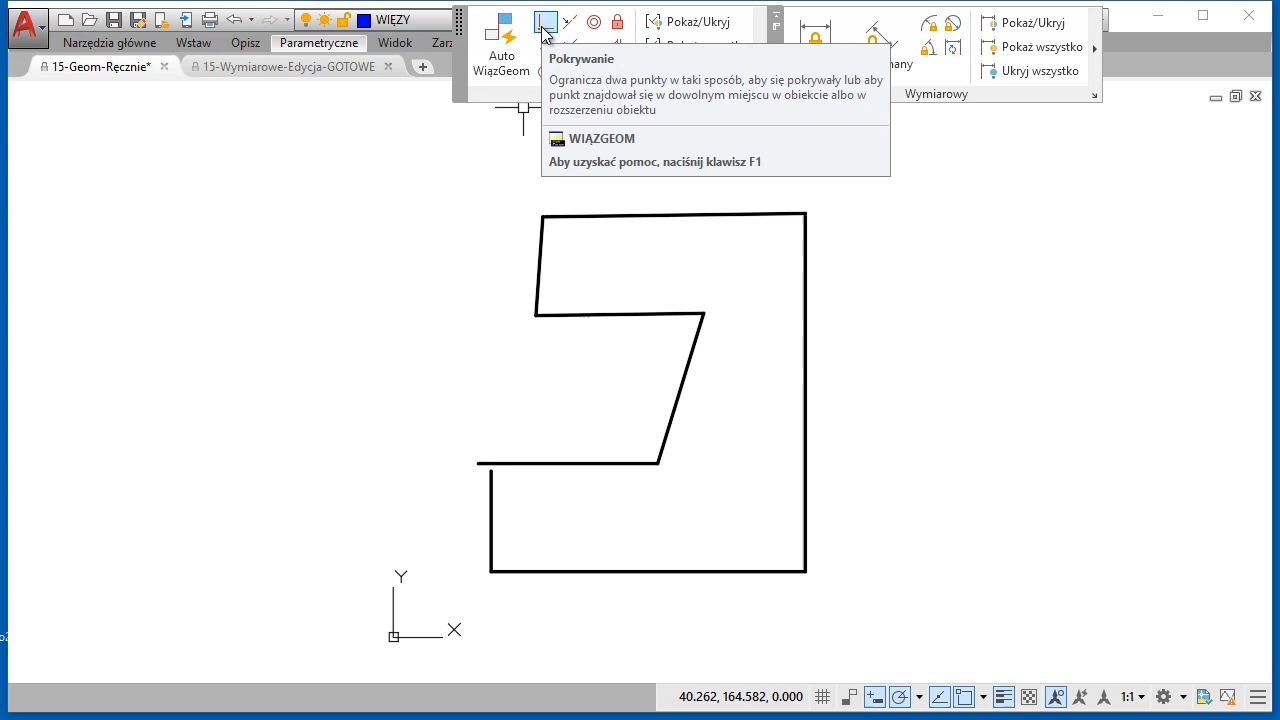 WIĘZY
Narzędzia główne
Wstaw
Opisz
Parametryczne
Widok
15-Geom-Ręcznie*
15-Wymiarowe-Edycja-GOTOWE
Auto
WiązGeom
Pokaż/Ukryj
Pokaż/Ukryj
Pokaż wszystko
Ukryj wszystko
Wymiarowy
Pokrywanie
Ogranicza dwa punkty w taki sposób, aby się pokrywały lub aby
punkt znajdował się w dowolnym miejscu w obiekcie albo w
rozszerzeniu obiektu
WIĄZGEOM
Aby uzyskać pomoc, naciśnij klawisz F1
Y
X
40.262, 164.582, 0.000
1:1